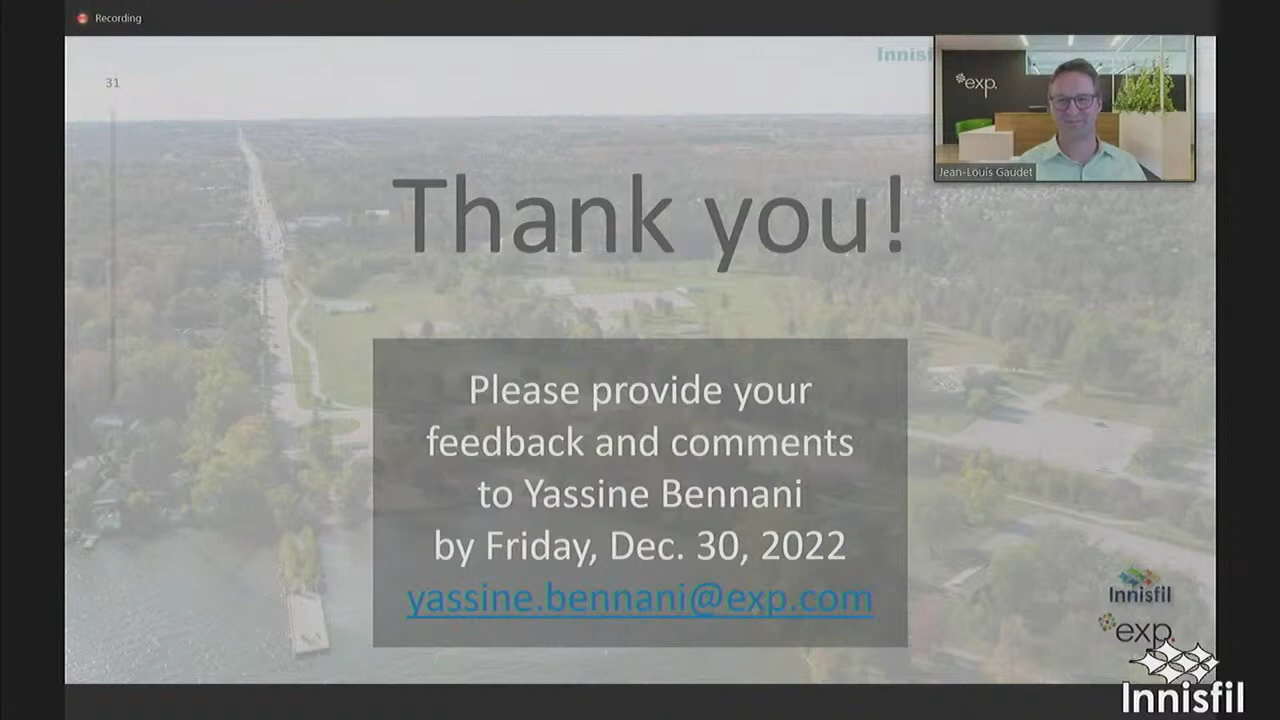 Recording
31
Innisf
exp.
Jean-Louis Gaudet
Thank you!
Please provide your
feedback and comments
to Yassine Bennani
by Friday, Dec. 30, 2022
yassine.bennani@exp.com
Innisfil
exp.
Innisfil